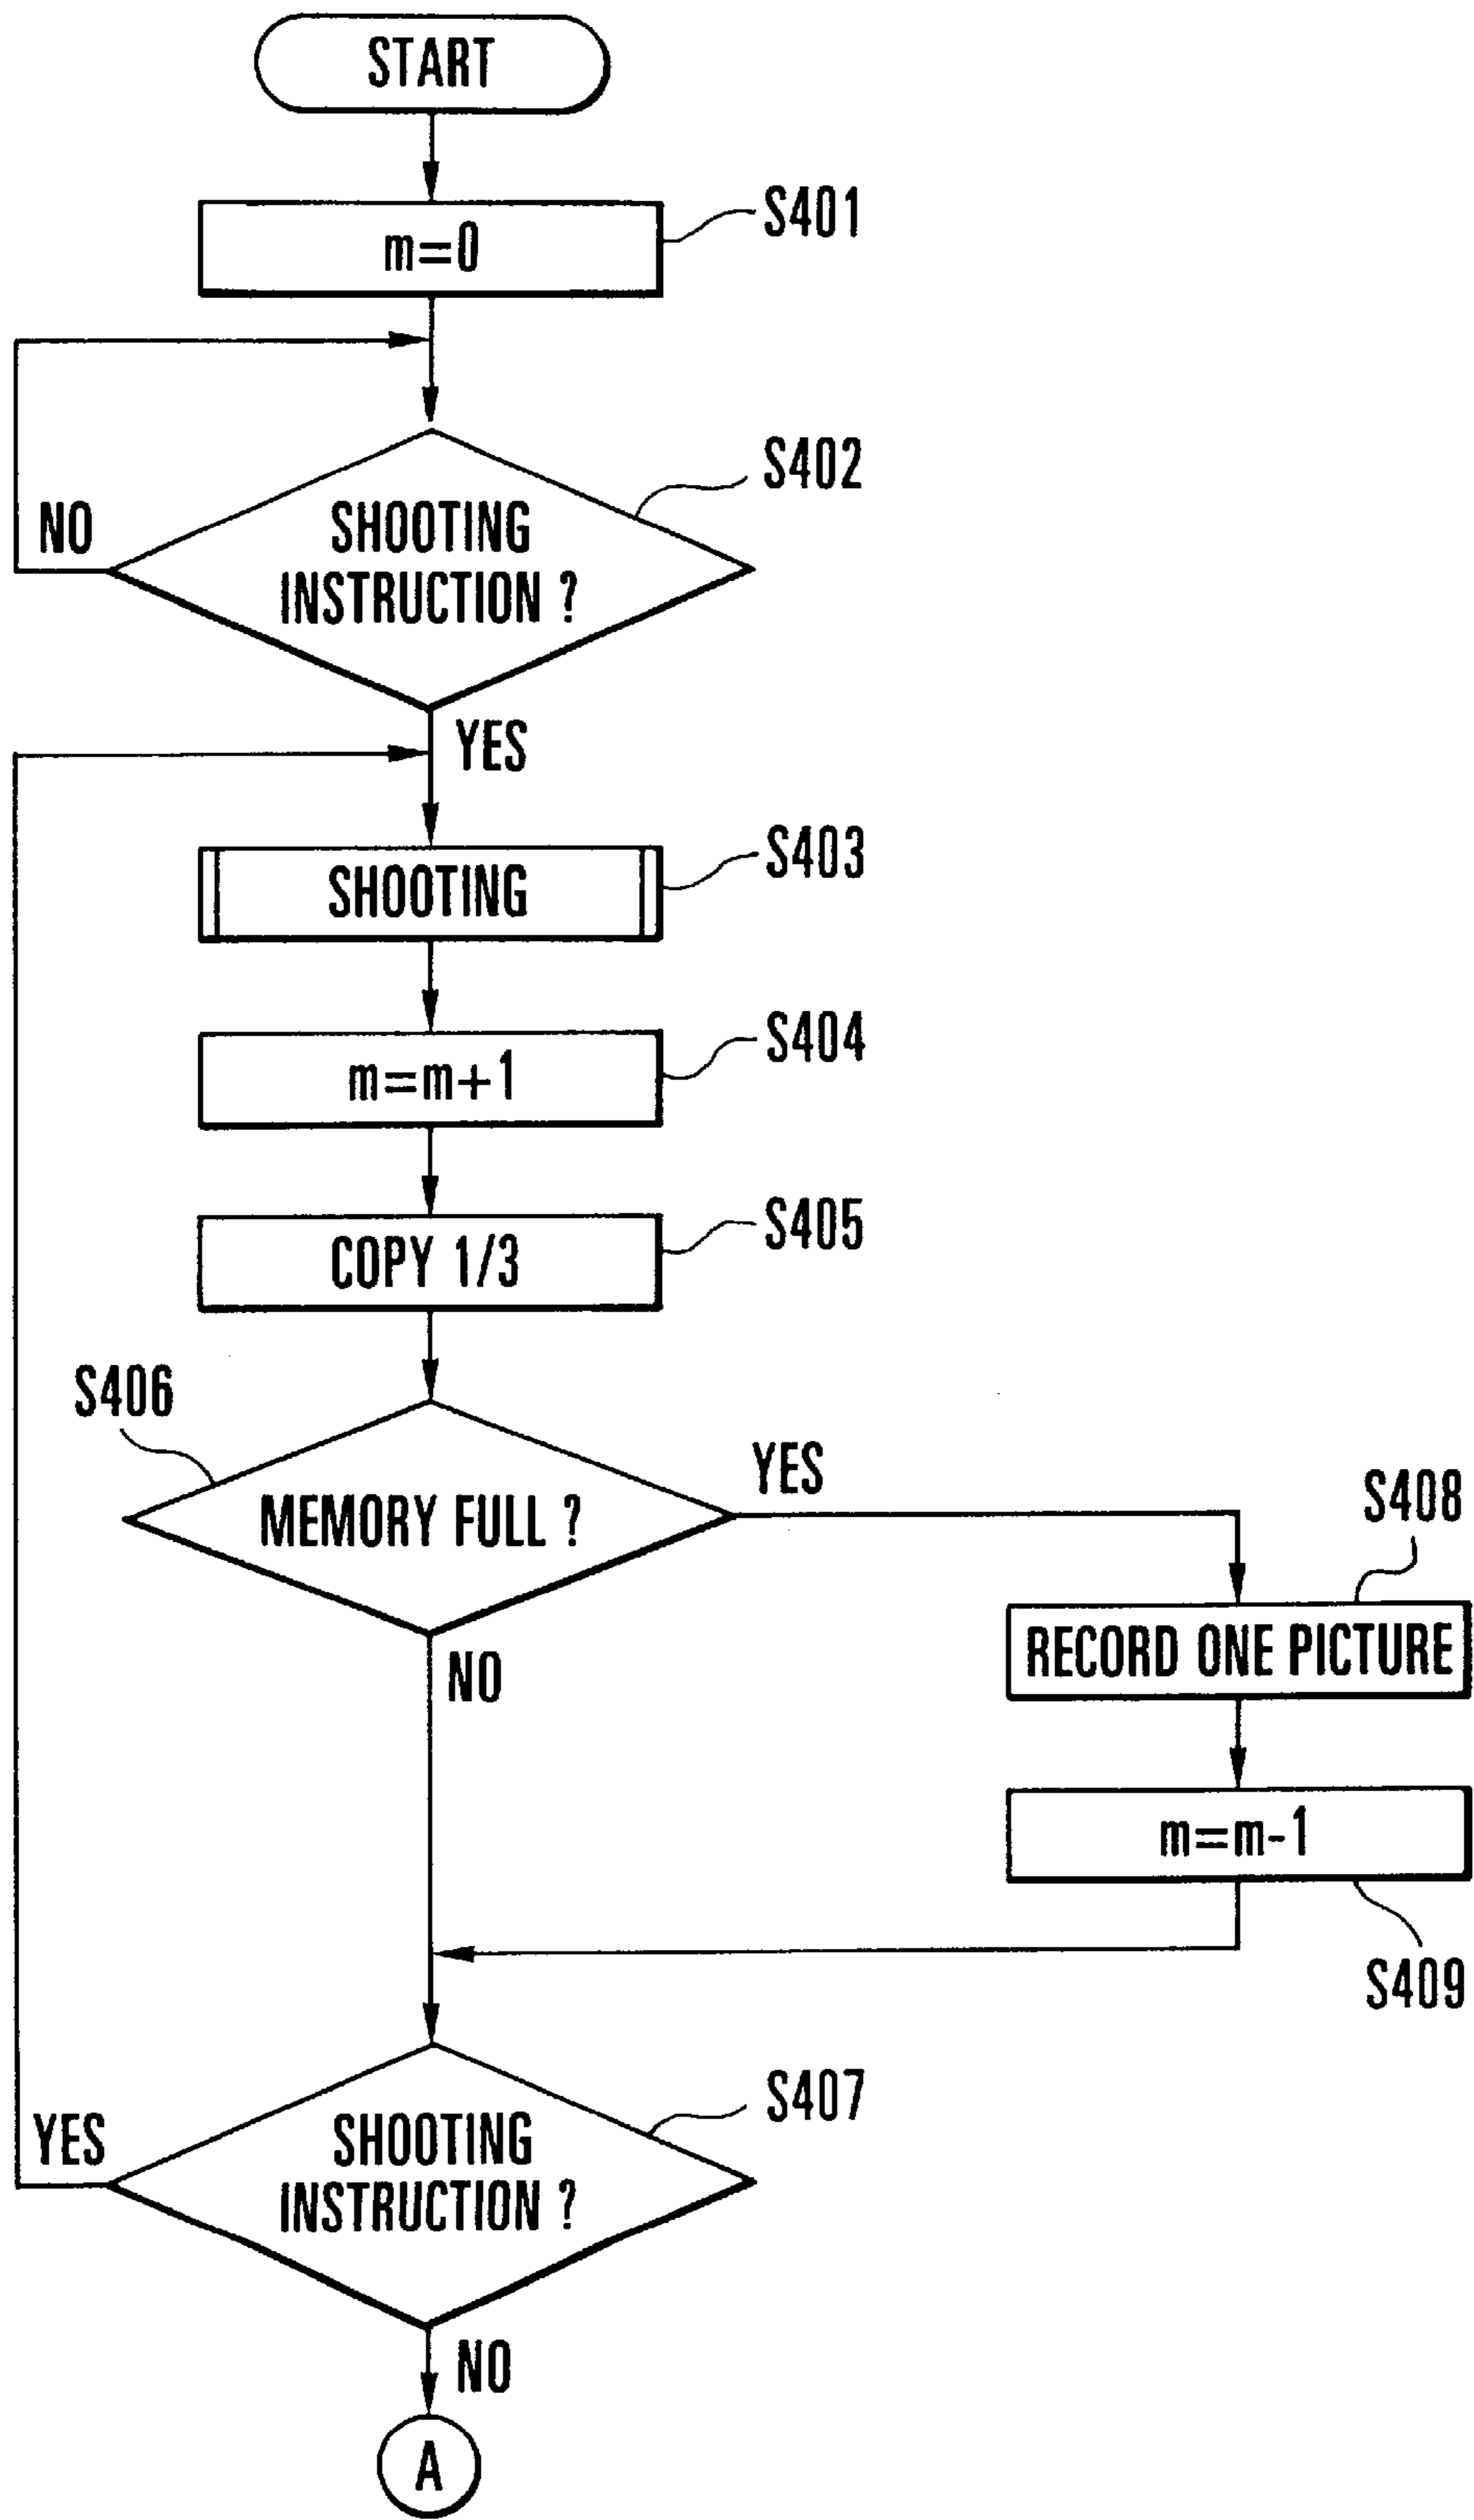 START
m=0
S401
S402
NO
SHOOTING
INSTRUCTION ?
YES
S403
SHOOTING
S404
m=m+1
S405
COPY 1/3
S406
YES
MEMORY FULL ?
S408
NO
RECORD ONE PICTURE
m=m-1
S409
S407
YES
SHOOTING
INSTRUCTION ?
NO
A